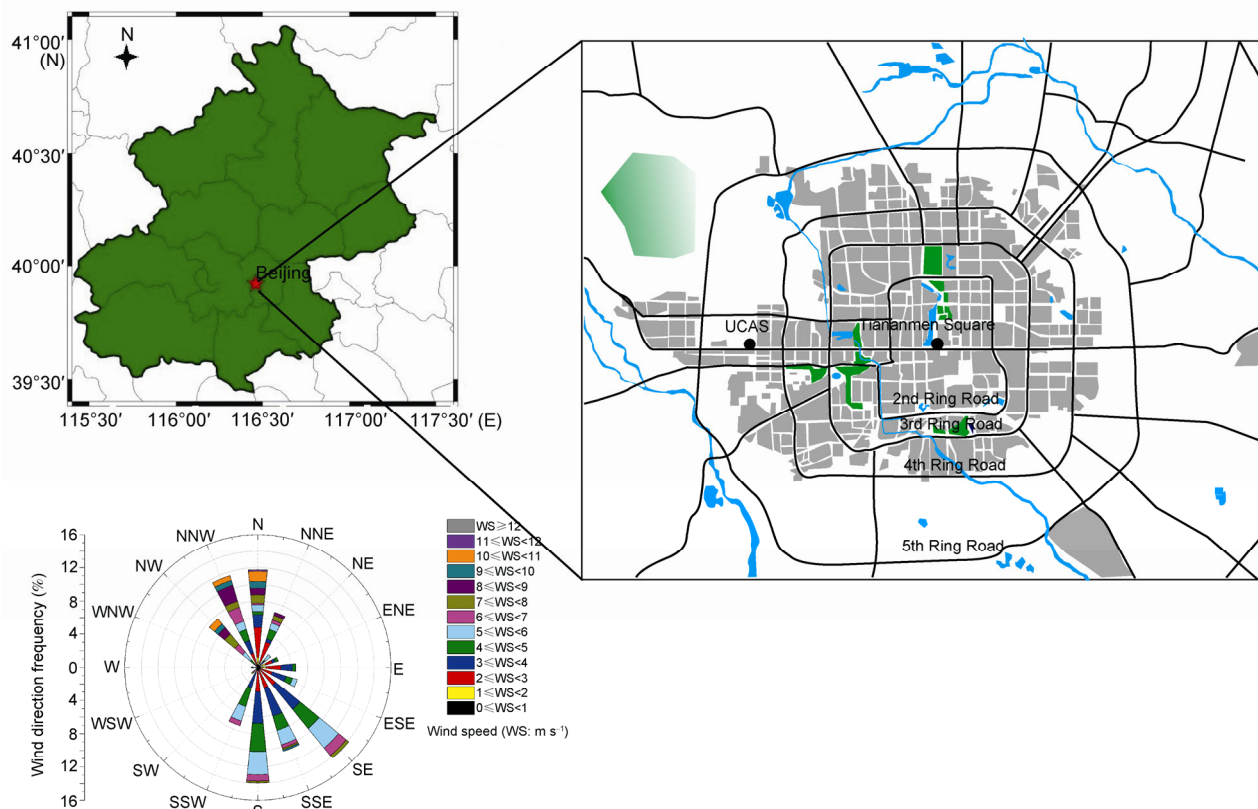 41°00′
(N)
N
40°30′
40°00′
39°30′
Beijing
115°30′
116°00′
116°30′
117°00′
117°30′
(E)
UCAS
Tiananmen Square
2nd Ring Road
3rd Ring Road
4th Ring Road
5th Ring Road
Wind direction frequency (%)
16
12
8
4
0
4
8
12
16
N
NNE
NE
ENE
E
ESE
SE
SSE
S
SSW
SW
WSW
W
WNW
NW
NNW
WS≥12
11≤WS<12
10≤WS<11
9≤WS<10
8≤WS<9
7≤WS<8
6≤WS<7
5≤WS<6
4≤WS<5
3≤WS<4
2≤WS<3
1≤WS<2
0≤WS<1
Wind speed (WS: m s⁻¹)